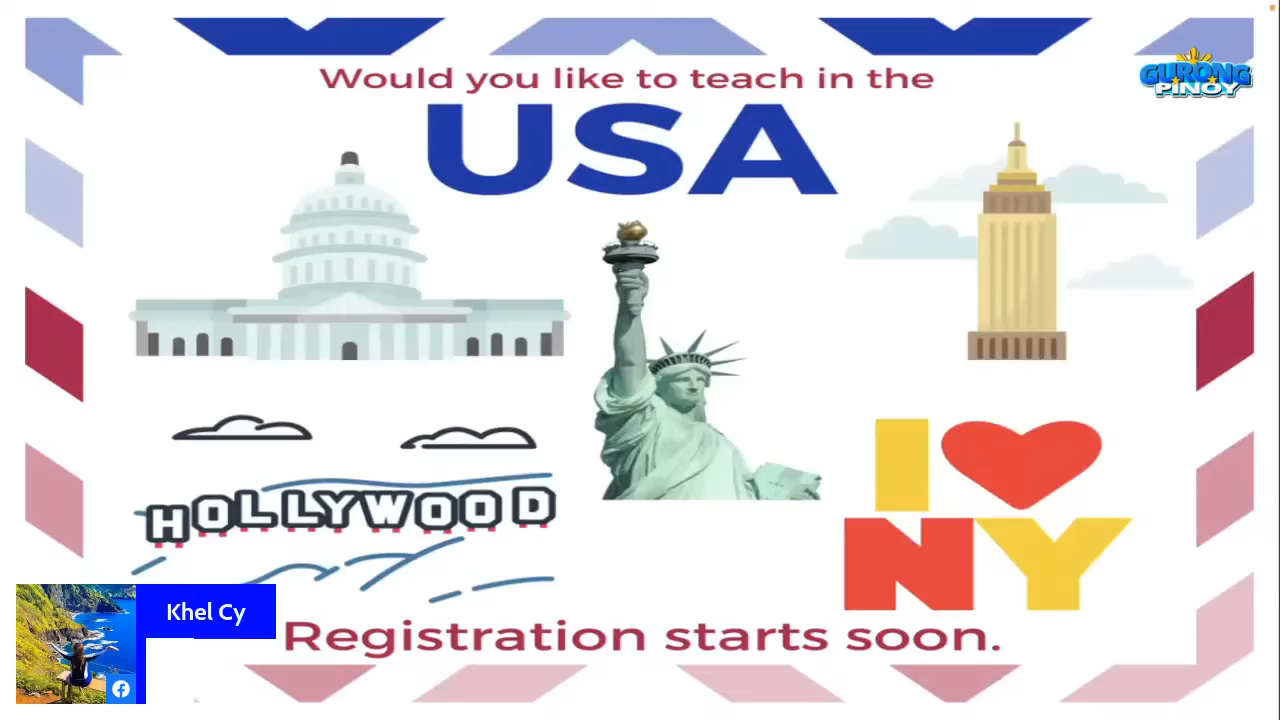 Would you like to teach in the
USA
GURONG
PINOY
HOLLYWOOD
I
NY
Khel Cy
Registration starts soon.